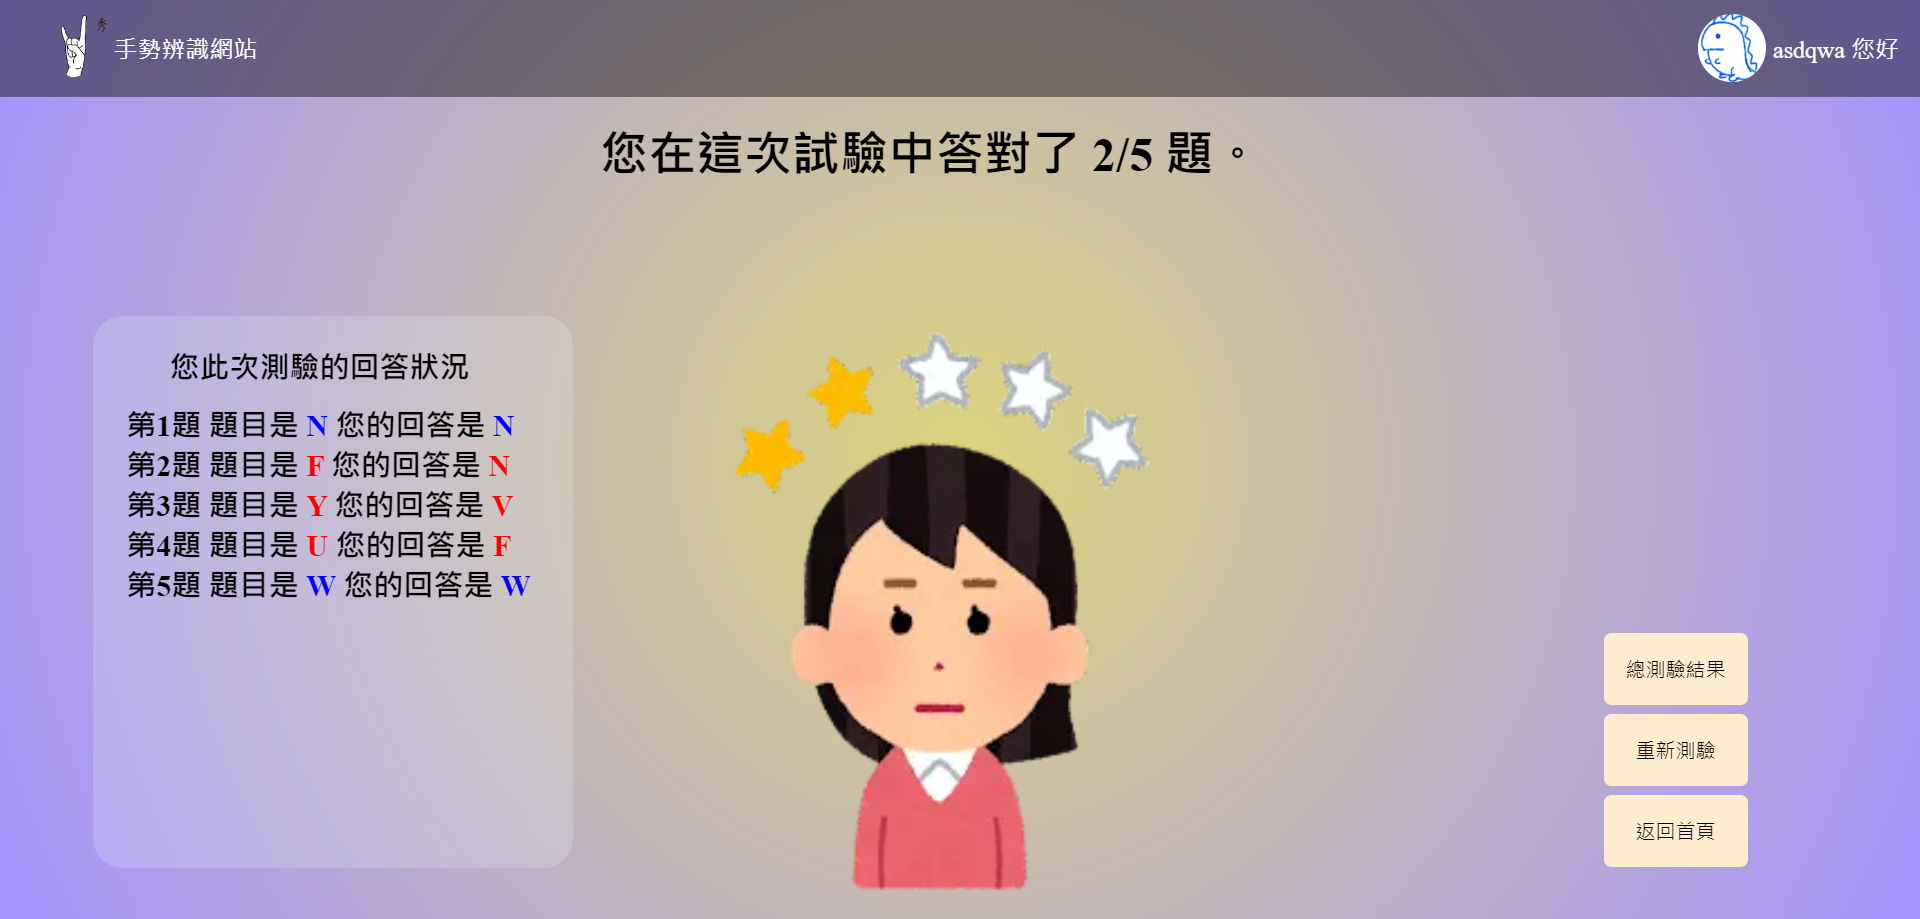 秀
手勢辨識網站
asdqwa 您好
您在這次試驗中答對了 2/5 題。
您此次測驗的回答狀況
第1題 題目是 N 您的回答是 N
第2題 題目是 F 您的回答是 N
第3題 題目是 Y 您的回答是 V
第4題 題目是 U 您的回答是 F
第5題 題目是 W 您的回答是 W
總測驗結果
重新測驗
返回首頁